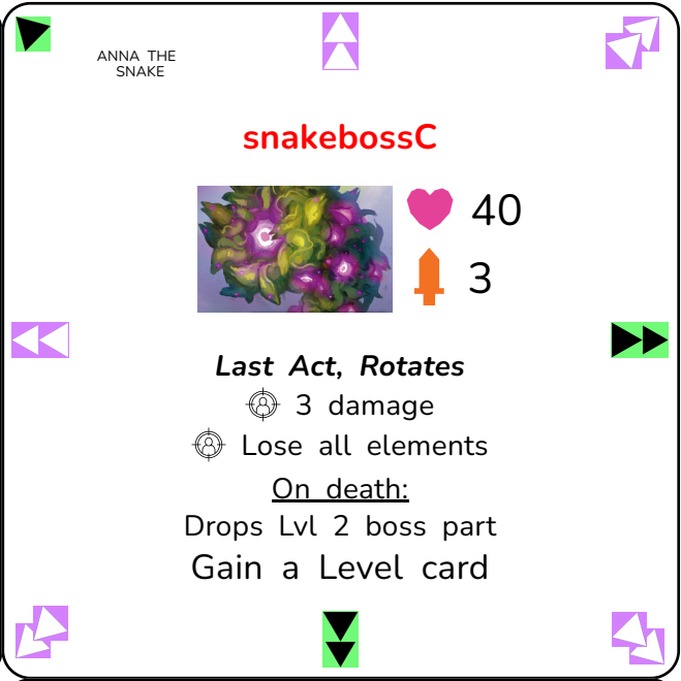 ANNA THE
SNAKE
snakebossC
40
3
Last Act, Rotates
3 damage
Lose all elements
On death:
Drops Lvl 2 boss part
Gain a Level card